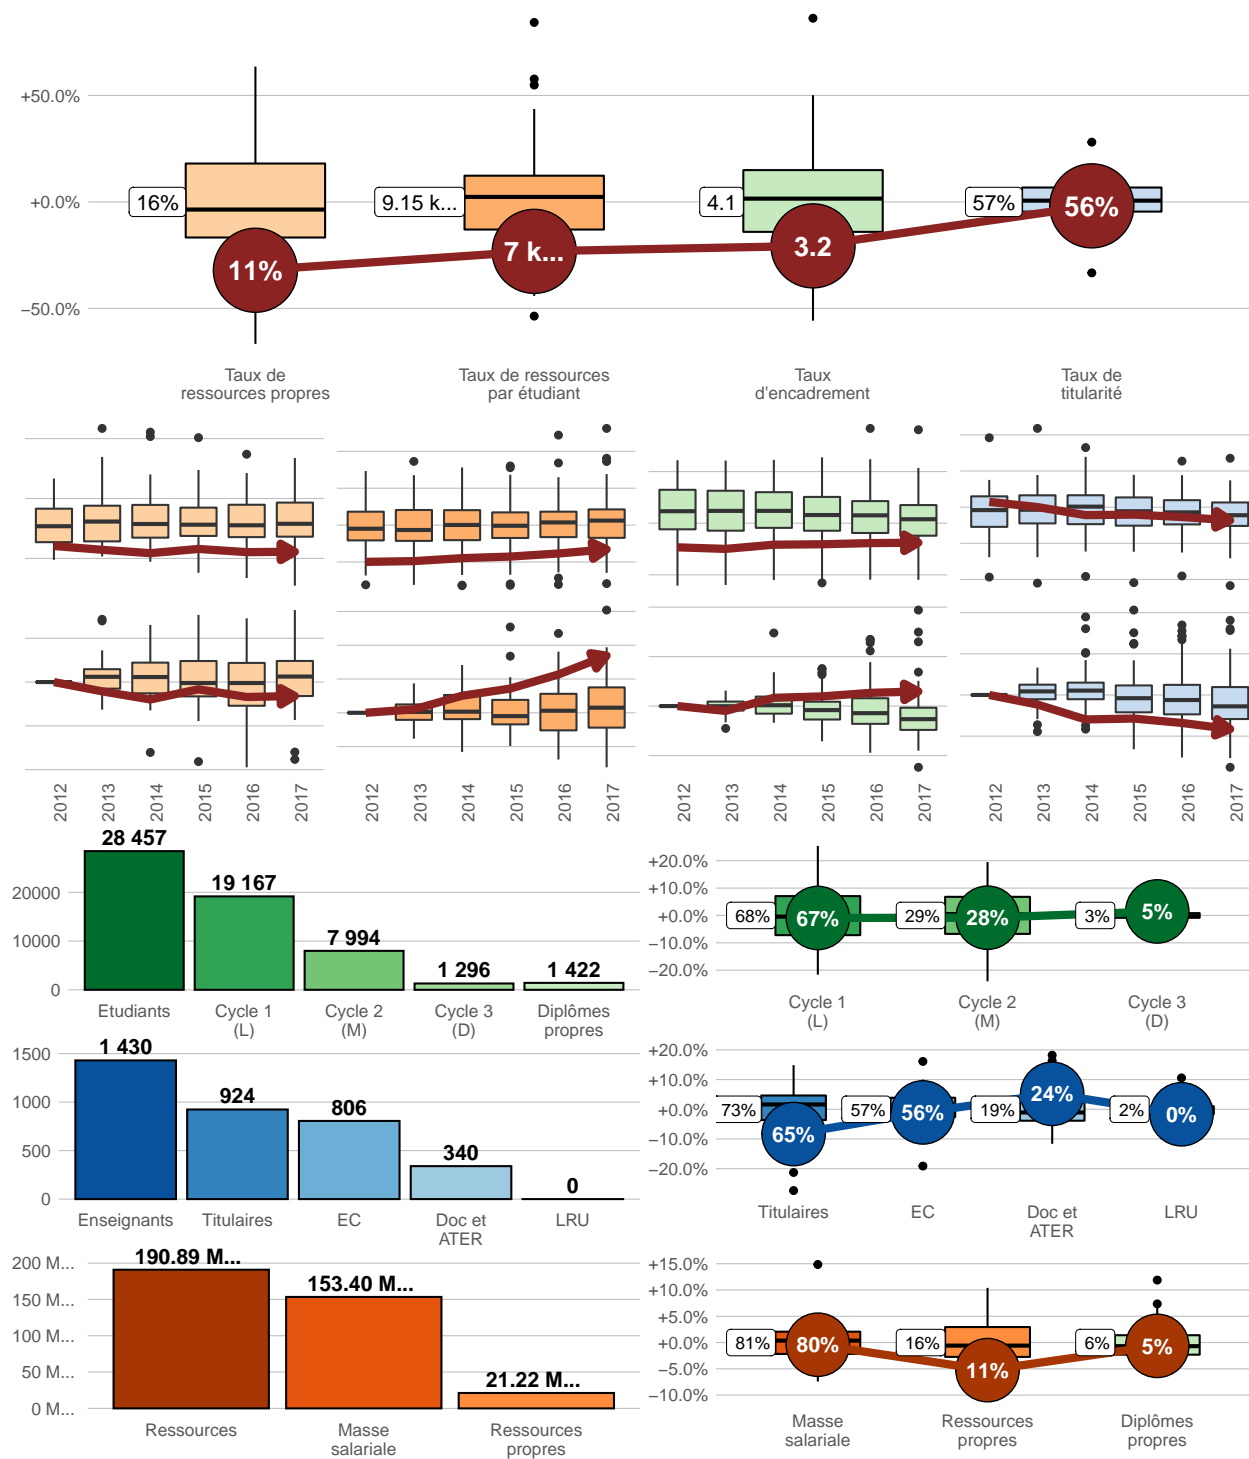 +50.0%
+0.0%
−50.0%
16%
9.15 k...
4.1
57%
11%
7 k...
3.2
56%
Taux de
ressources propres
Taux de ressources
par étudiant
Taux
d'encadrement
Taux de
titularité
2012
2013
2014
2015
2016
2017
2012
2013
2014
2015
2016
2017
2012
2013
2014
2015
2016
2017
2012
2013
2014
2015
2016
2017
20000
10000
0
28 457
19 167
7 994
1 296
1 422
Etudiants
Cycle 1
(L)
Cycle 2
(M)
Cycle 3
(D)
Diplômes
propres
+20.0%
+10.0%
+0.0%
−10.0%
−20.0%
68%
67%
29%
28%
3%
5%
Cycle 1
(L)
Cycle 2
(M)
Cycle 3
(D)
1500
1000
500
0
1 430
924
806
340
0
Enseignants
Titulaires
EC
Doc et
ATER
LRU
+20.0%
+10.0%
+0.0%
−10.0%
−20.0%
73%
65%
57%
56%
19%
24%
2%
0%
Titulaires
EC
Doc et
ATER
LRU
200 M...
150 M...
100 M...
50 M...
0 M...
190.89 M...
153.40 M...
21.22 M...
Ressources
Masse
salariale
Ressources
propres
+15.0%
+10.0%
+5.0%
+0.0%
−5.0%
−10.0%
81%
80%
16%
11%
6%
5%
Masse
salariale
Ressources
propres
Diplômes
propres